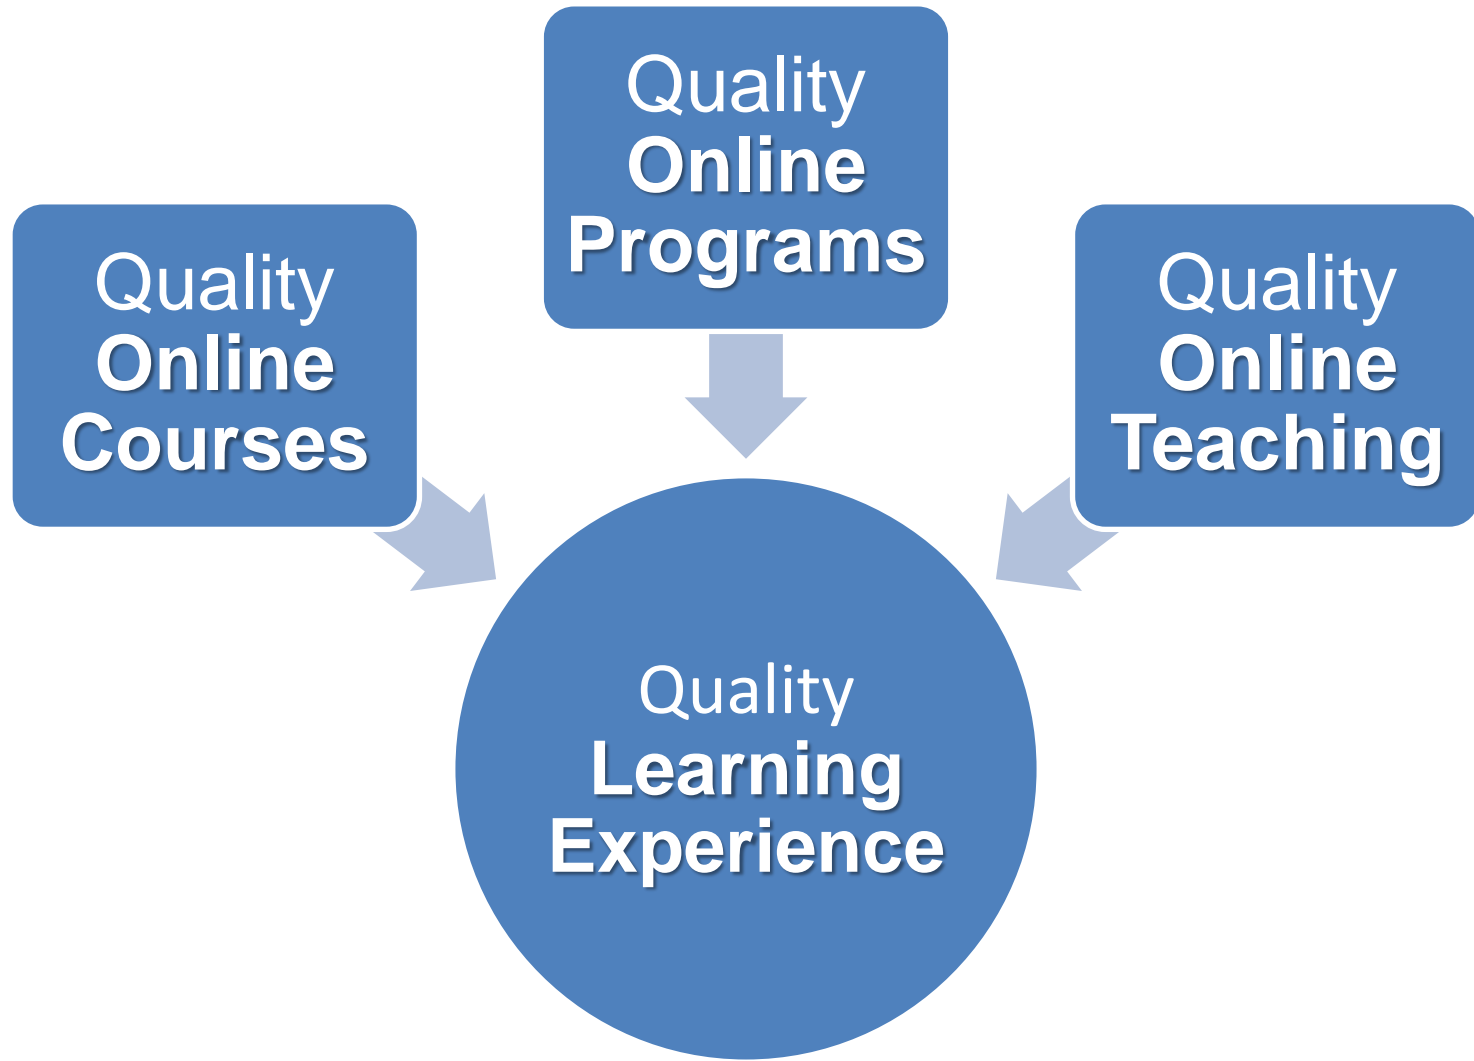 Quality
Online
Programs
Quality
Online
Courses
Quality
Online
Teaching
Quality
Learning
Experience